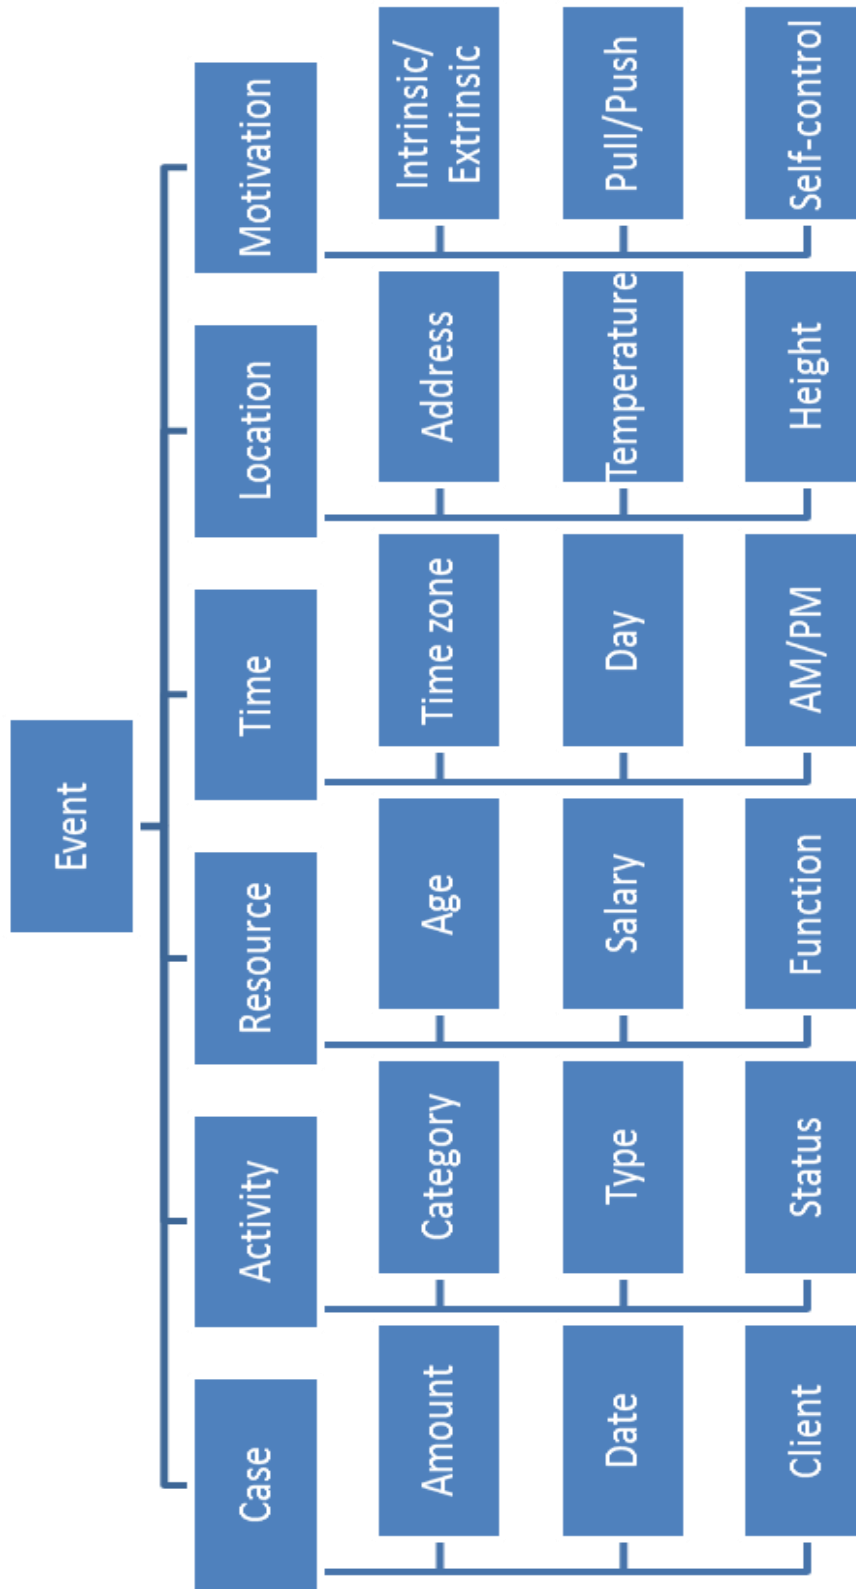 Event
Case
Activity
Resource
Time
Location
Motivation
Amount
Category
Age
Time zone
Address
Intrinsic/
Extrinsic
Date
Type
Salary
Day
Temperature
Pull/Push
Client
Status
Function
AM/PM
Height
Self-control